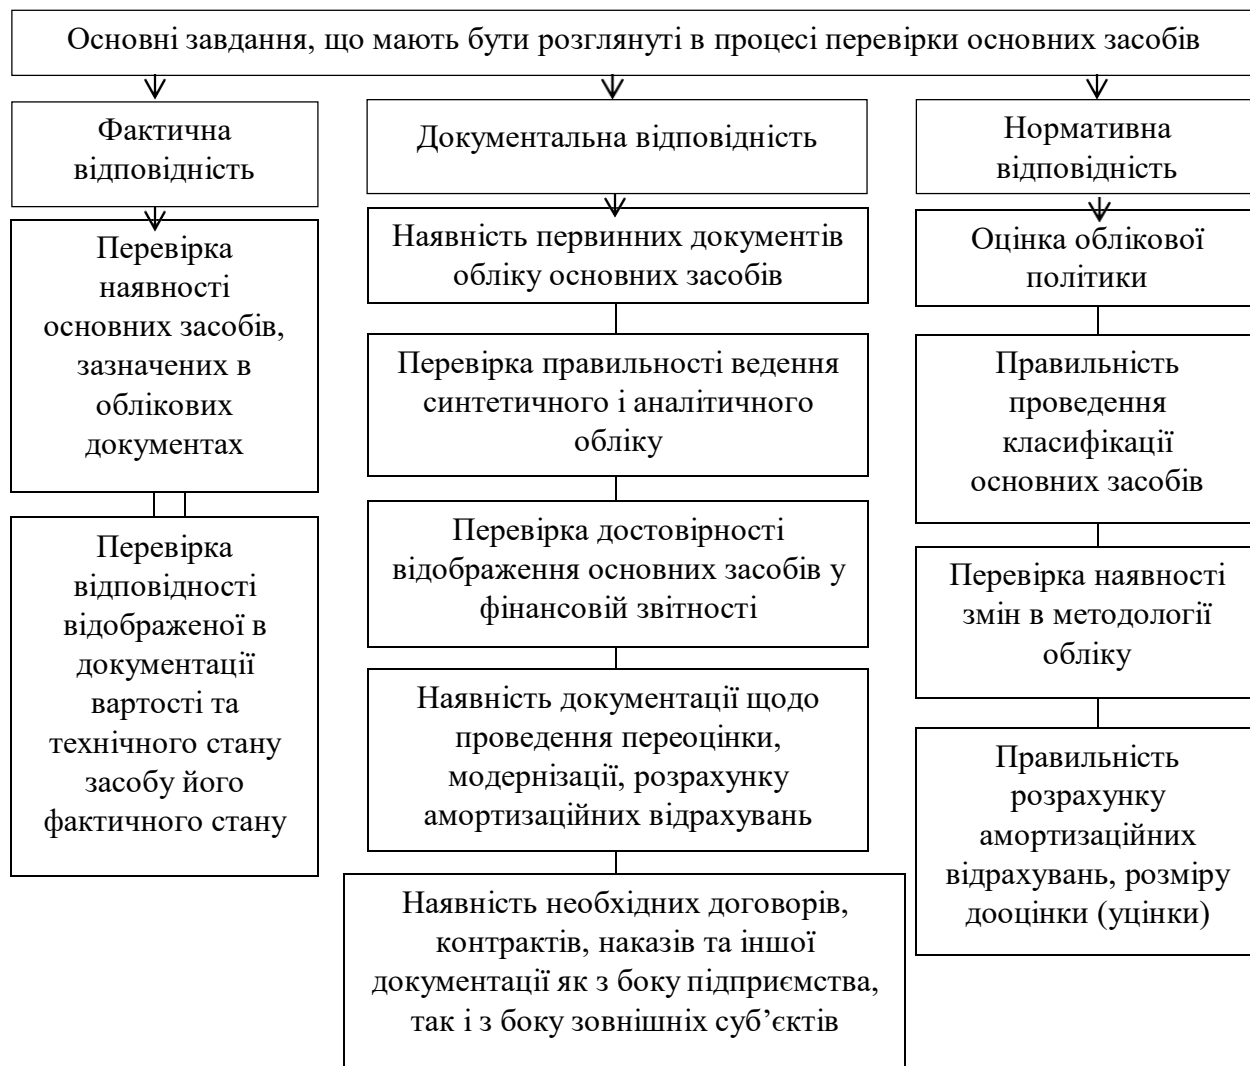 Основні завдання, що мають бути розглянуті в процесі перевірки основних засобів
Фактична
відповідність
Перевірка
наявності
основних засобів,
зазначених в
облікових
документах
Перевірка
відповідності
відображеної в
документації
вартості та
технічного стану
засобу його
фактичного стану
Документальна відповідність
Наявність первинних документів
обліку основних засобів
Перевірка правильності ведення
синтетичного і аналітичного
обліку
Перевірка достовірності
відображення основних засобів у
фінансовій звітності
Наявність документації щодо
проведення переоцінки,
модернізації, розрахунку
амортизаційних відрахувань
Наявність необхідних договорів,
контрактів, наказів та іншої
документації як з боку підприємства,
так і з боку зовнішніх суб’єктів
Нормативна
відповідність
Оцінка облікової
політики
Правильність
проведення
класифікації
основних засобів
Перевірка наявності
змін в методології
обліку
Правильність
розрахунку
амортизаційних
відрахувань, розміру
дооцінки (уцінки)